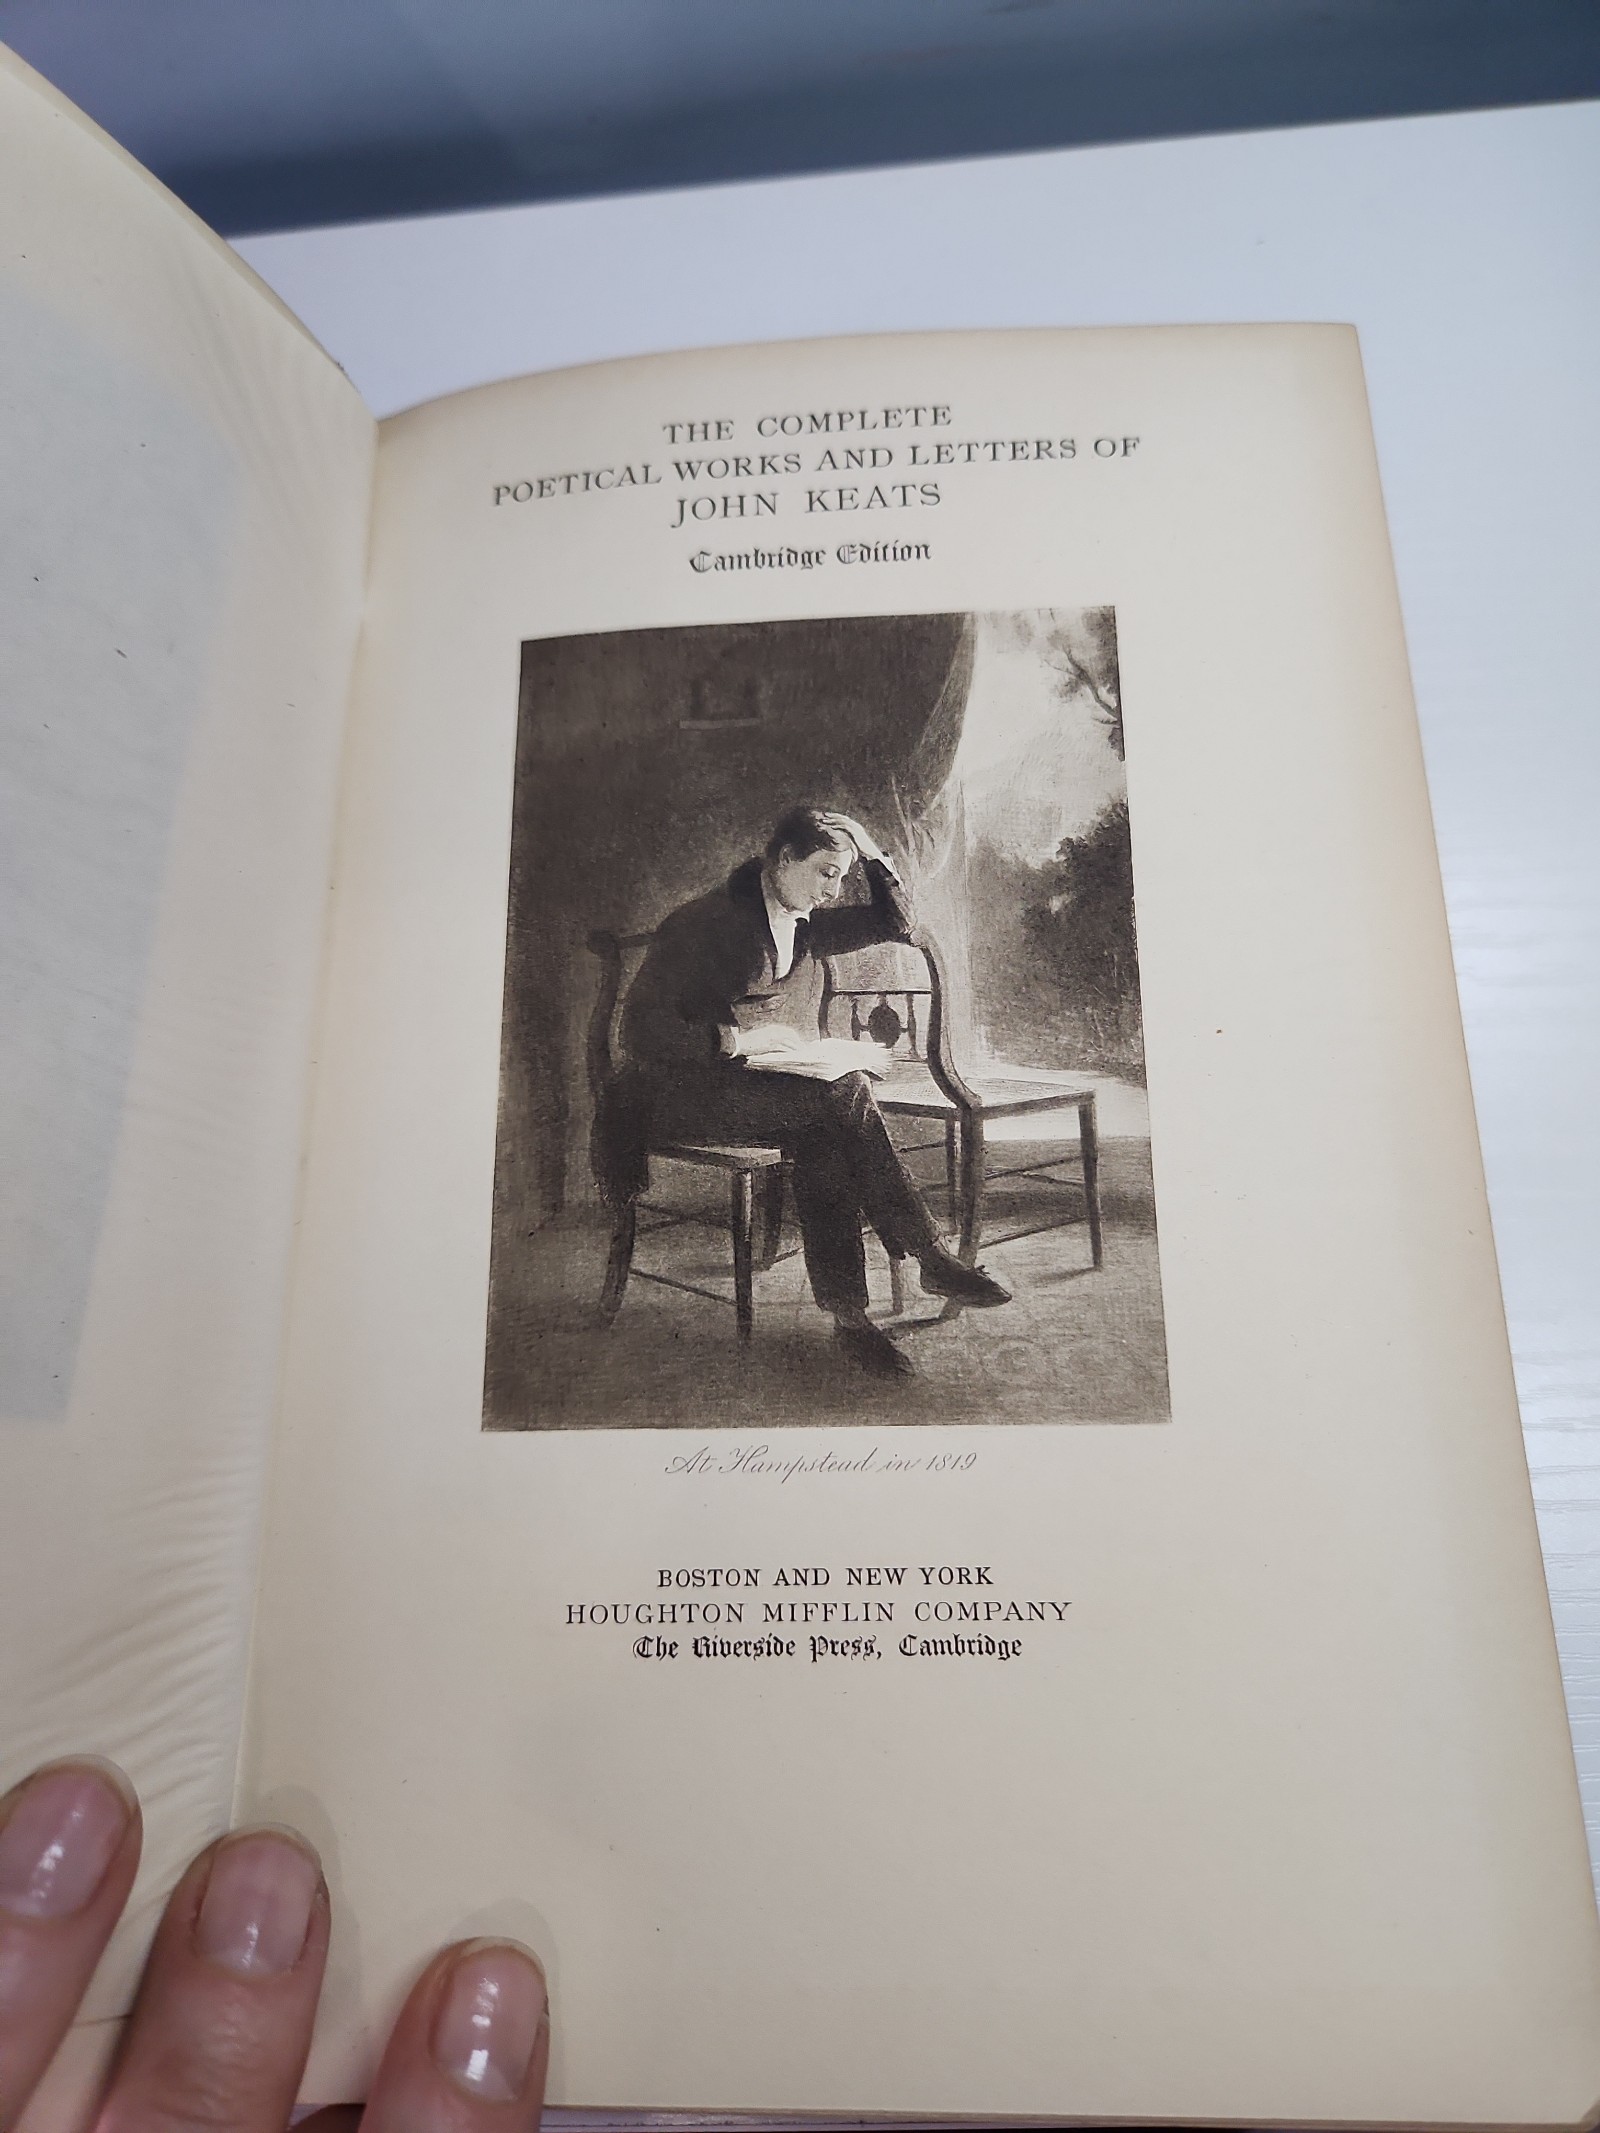 THE COMPLETE
POETICAL WORKS AND LETTERS OF
JOHN KEATS
Cambridge Edition
At Hampstead in 1819
BOSTON AND NEW YORK
HOUGHTON MIFFLIN COMPANY
The Riverside Press, Cambridge